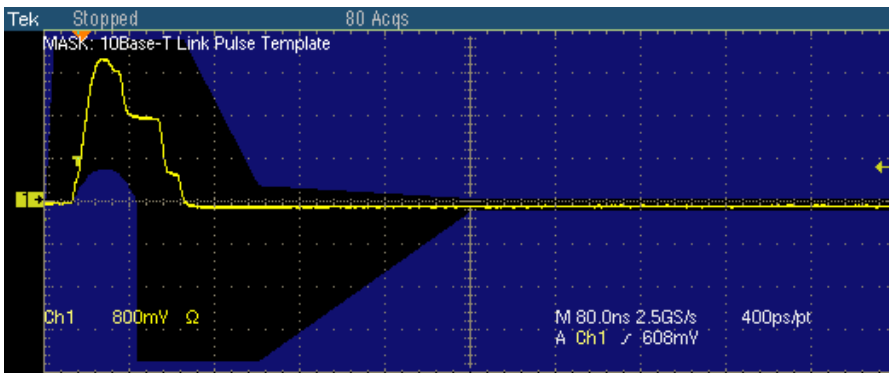 Tek Stopped 80 Acqs
MASK: 10Base-T Link Pulse Template
T
1
Ch1 800mV Ω M 80.0ns 2.5GS/s 400ps/pt
A Ch1 ∫ 608mV